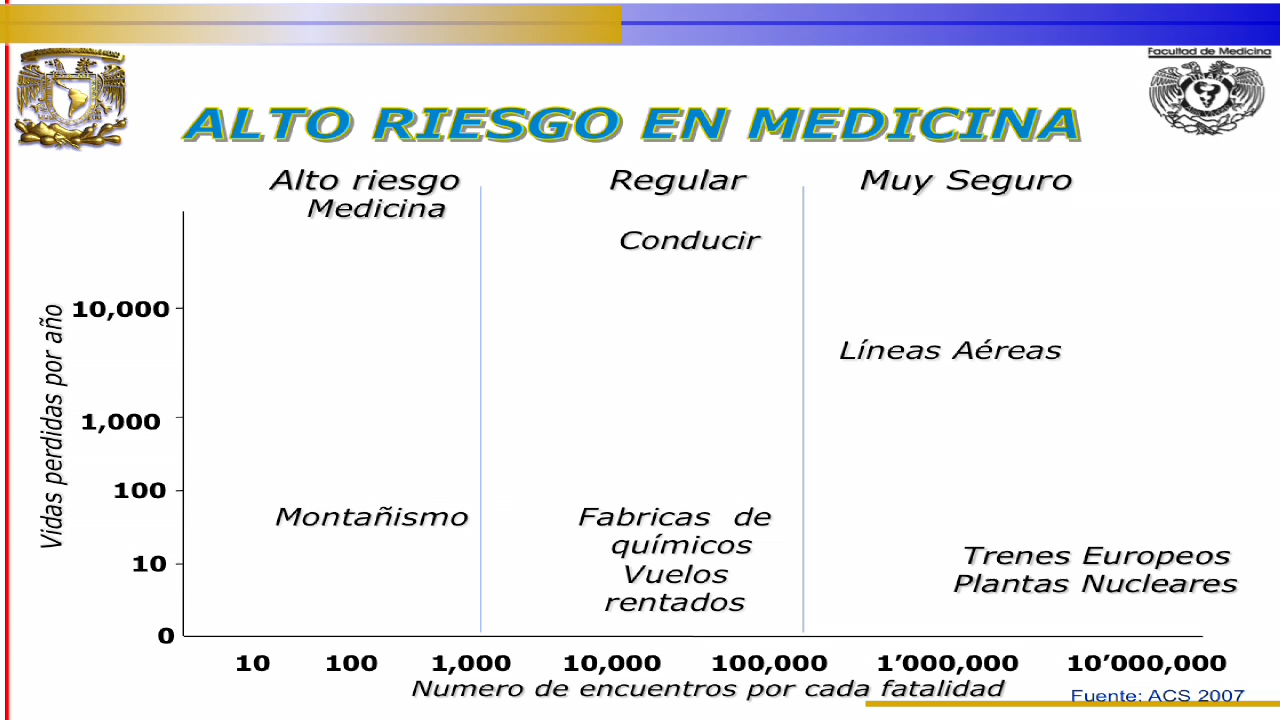 Facultad de Medicina
ALTO RIESGO EN MEDICINA
Alto riesgo
Regular
Muy Seguro
Medicina
Conducir
10,000
Líneas Aéreas
1,000
100
Montañismo
Fabricas de
químicos
Vuelos
rentados
Trenes Europeos
Plantas Nucleares
10
0
Vidas perdidas por año
10 100 1,000 10,000 100,000 1’000,000 10’000,000
Numero de encuentros por cada fatalidad
Fuente: ACS 2007